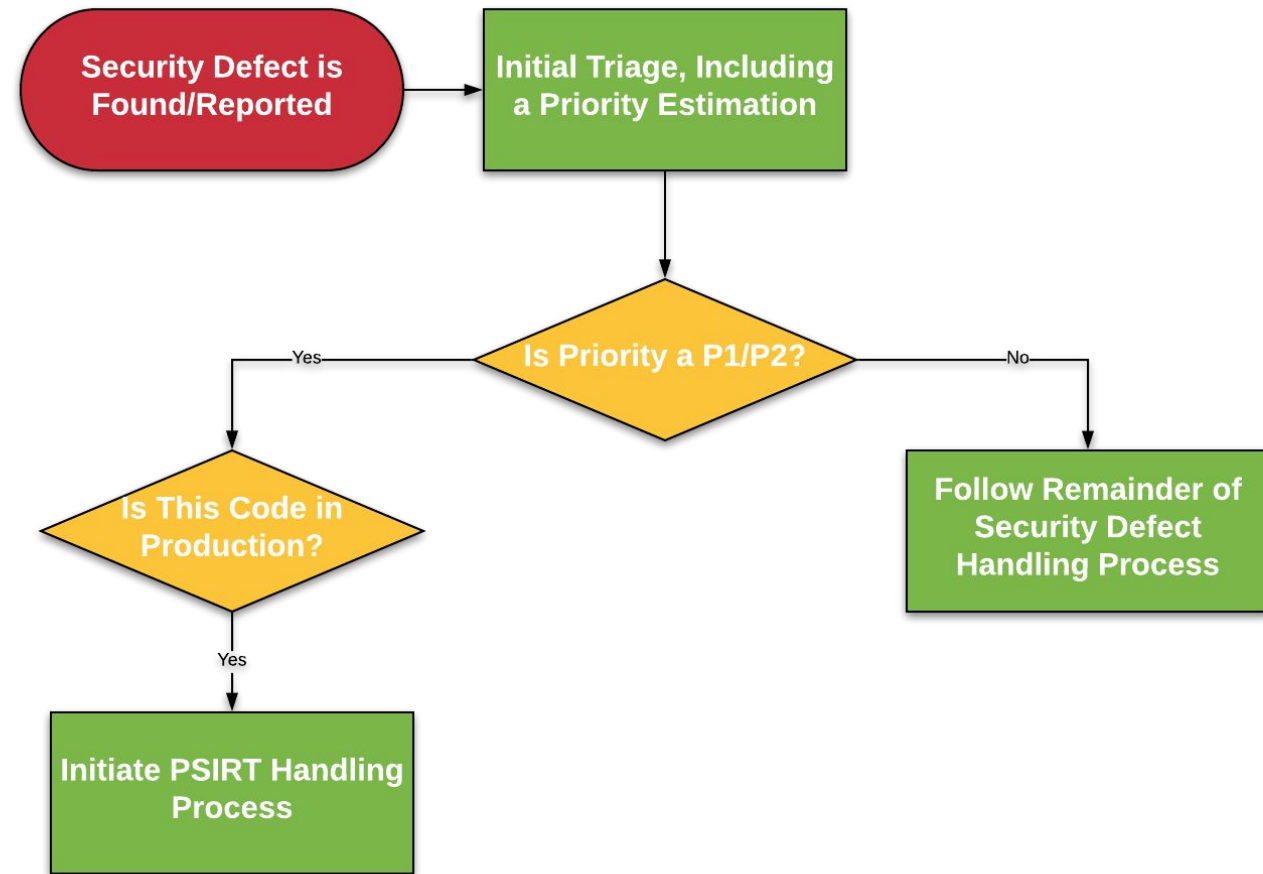 Security Defect is
Found/Reported
Initial Triage, Including
a Priority Estimation
Is Priority a P1/P2?
Yes
No
Is This Code in
Production?
Follow Remainder of
Security Defect
Handling Process
Yes
Initiate PSIRT Handling
Process